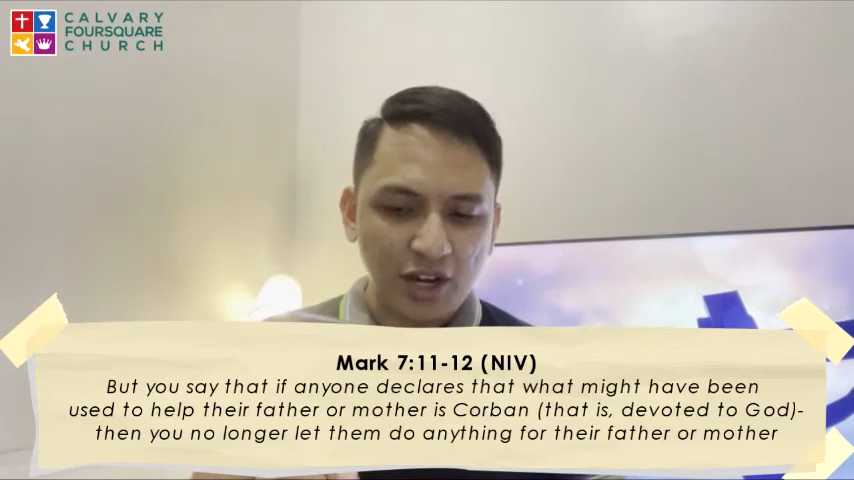 CALVARY
FOURSQUARE
CHURCH
Mark 7:11-12 (NIV)
But you say that if anyone declares that what might have been
used to help their father or mother is Corban (that is, devoted to God)-
then you no longer let them do anything for their father or mother